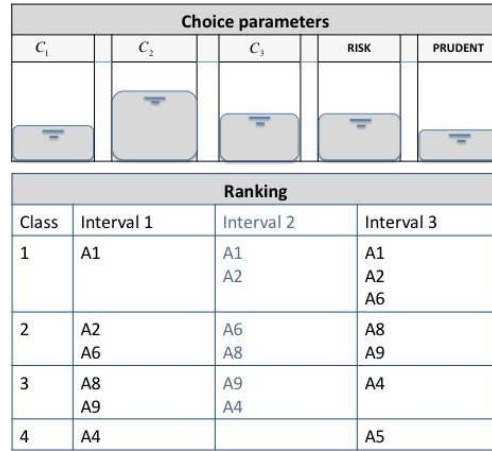 Choice parameters
C1 C2 C3 RISK PRUDENT
Ranking
Class Interval 1 Interval 2 Interval 3
1 A1 A1 A1
A2 A2
A6
2 A2 A6 A8
A6 A8 A9
3 A8 A9 A4
A9 A4
4 A4 A5